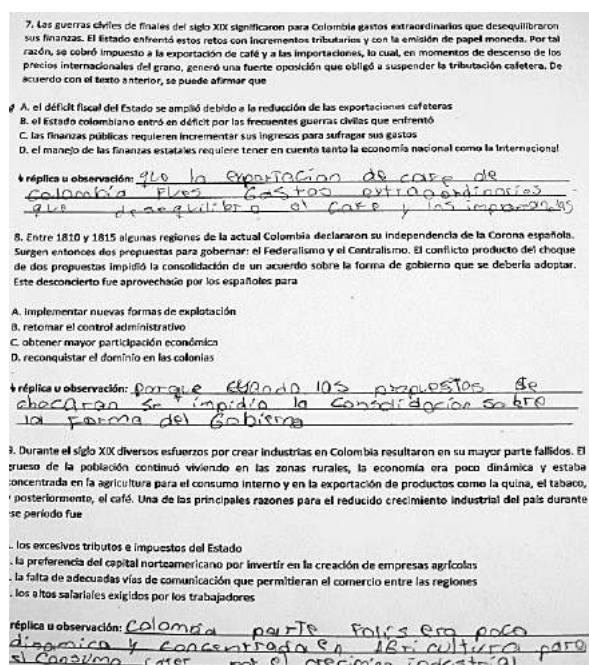 7. Las guerras civiles de finales del siglo XIX significaron para Colombia gastos extraordinarios que desequilibraron
sus finanzas. El Estado enfrentó estos retos con incrementos tributarios y con la emisión de papel moneda. Por tal
razón, se cobró impuesto a la exportación de café y a las importaciones, lo cual, en momentos de descenso de los
precios internacionales del grano, generó una fuerte oposición que obligó a suspender la tributación cafetera. De
acuerdo con el texto anterior, se puede afirmar que
A. el déficit fiscal del Estado se amplió debido a la reducción de las exportaciones cafeteras
B. el Estado colombiano entró en déficit por las frecuentes guerras civiles que enfrentó
C. las finanzas públicas requieren incrementar sus ingresos para sufragar sus gastos
D. el manejo de las finanzas estatales requiere tener en cuenta tanto la economía nacional como la internacional
réplica u observación: que la exportacion de cafe de
Colombia gastos extraordinarios
que desequilibro el cafe y las
8. Entre 1810 y 1815 algunas regiones de la actual Colombia declararon su independencia de la Corona española.
Surgen entonces dos propuestas para gobernar: el Federalismo y el Centralismo. El conflicto producto del choque
de dos propuestas impidió la consolidación de un acuerdo sobre la forma de gobierno que se debería adoptar.
Este desconcierto fue aprovechado por los españoles para
A. implementar nuevas formas de explotación
B. retomar el control administrativo
C. obtener mayor participación económica
D. reconquistar el dominio en las colonias
réplica u observación: porque cuando los propuestos se
chocaron se impidio la consolidacion sobre
la forma del Gobierno
9. Durante el siglo XIX diversos esfuerzos por crear industrias en Colombia resultaron en su mayor parte fallidos. El
grueso de la población continuó viviendo en las zonas rurales, la economía era poco dinámica y estaba
concentrada en la agricultura para el consumo interno y en la exportación de productos como la quina, el tabaco,
y posteriormente, el café. Una de las principales razones para el reducido crecimiento industrial del país durante
se período fue
. los excesivos tributos e impuestos del Estado
. la preferencia del capital norteamericano por invertir en la creación de empresas agrícolas
. la falta de adecuadas vías de comunicación que permitieran el comercio entre las regiones
. los altos salariales exigidos por los trabajadores
réplica u observación: parte era poco
dinamica y concentrada en agricultura para
el consumo el